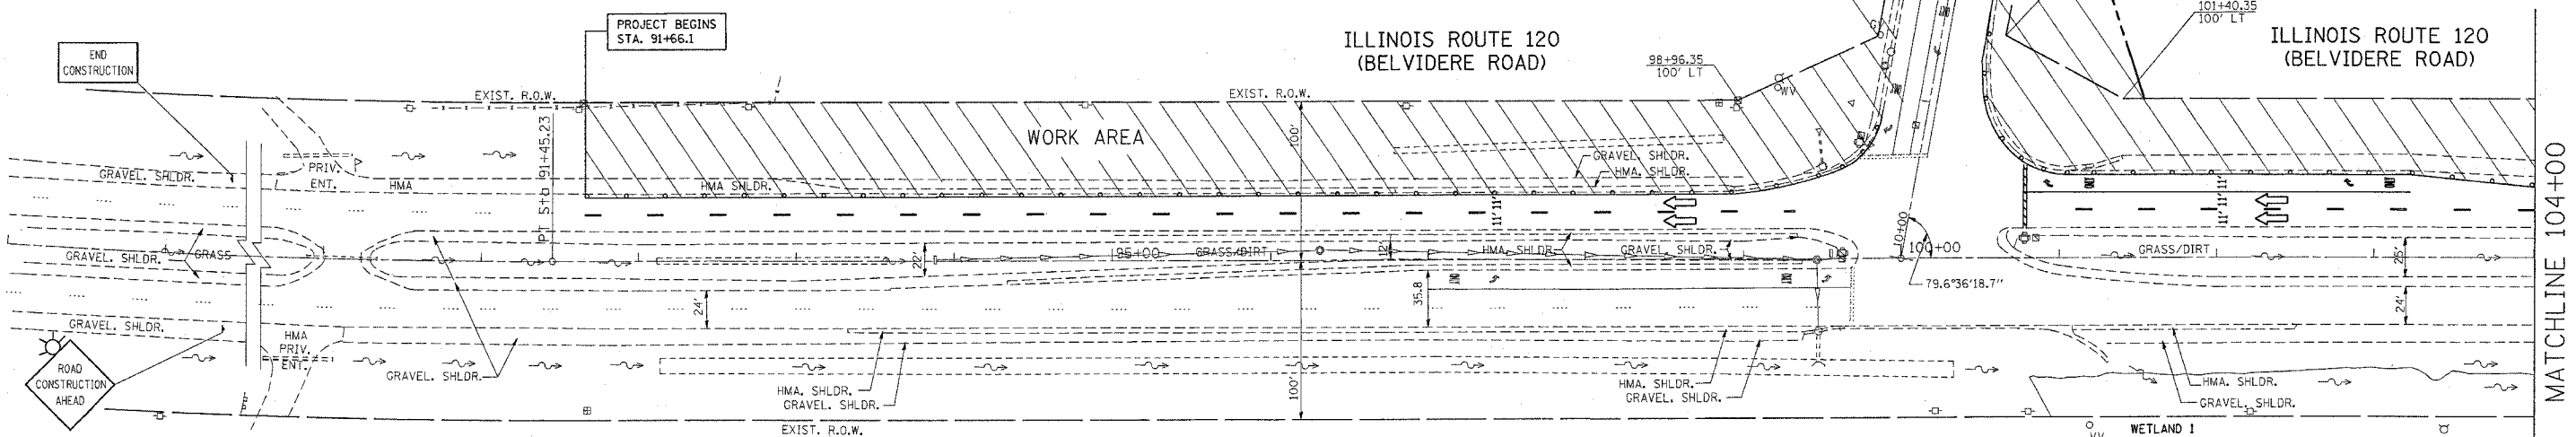 PROJECT BEGINS
STA. 91+66.1
END
CONSTRUCTION
ILLINOIS ROUTE 120
(BELVIDERE ROAD)
98+96.35
100' LT
101+40.35
100' LT
ILLINOIS ROUTE 120
(BELVIDERE ROAD)
EXIST. R.O.W.
EXIST. R.O.W.
WV
PT Sta 91+45.23
WORK AREA
100'
GRAVEL. SHLDR.
PRIV.
ENT.
HMA
HMA SHLDR.
GRAVEL. SHLDR.
HMA. SHLDR.
11' 11'
11' 11' 11'
MATCHLINE 104+00
GRAVEL. SHLDR.
GRASS
22'
95+00
GRASS/DIRT
12'
HMA SHLDR.
GRAVEL. SHLDR.
10+00
100+00
GRASS/DIRT
25'
79.6°36'18.7"
24'
35.8
24'
GRAVEL. SHLDR.
HMA
PRIV.
ENT.
ROAD
CONSTRUCTION
AHEAD
GRAVEL. SHLDR.
HMA. SHLDR.
GRAVEL. SHLDR.
100'
HMA. SHLDR.
GRAVEL. SHLDR.
HMA. SHLDR.
GRAVEL. SHLDR.
EXIST. R.O.W.
WETLAND 1